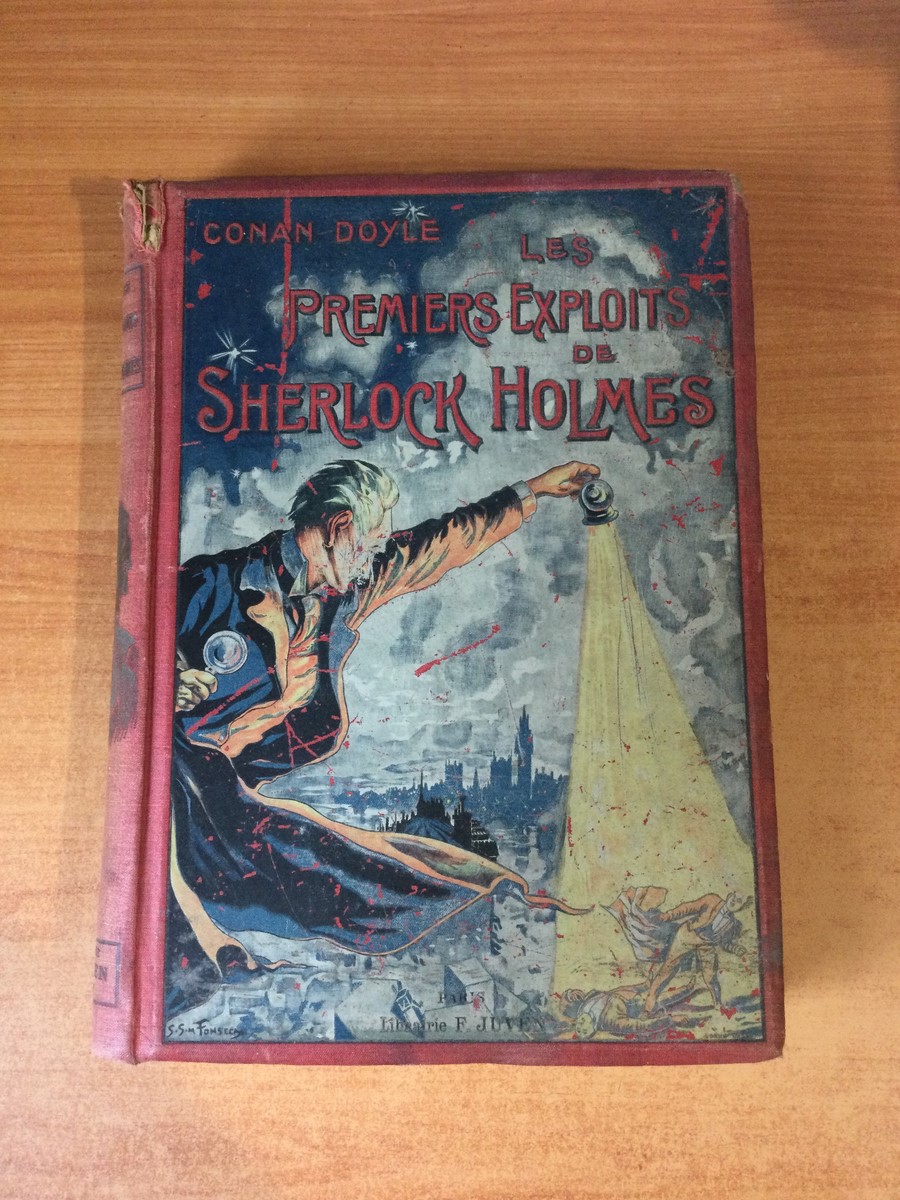 CONAN DOYLE
LES
PREMIERS EXPLOITS
DE
SHERLOCK HOLMES
PARIS
Librairie F. JUVEN